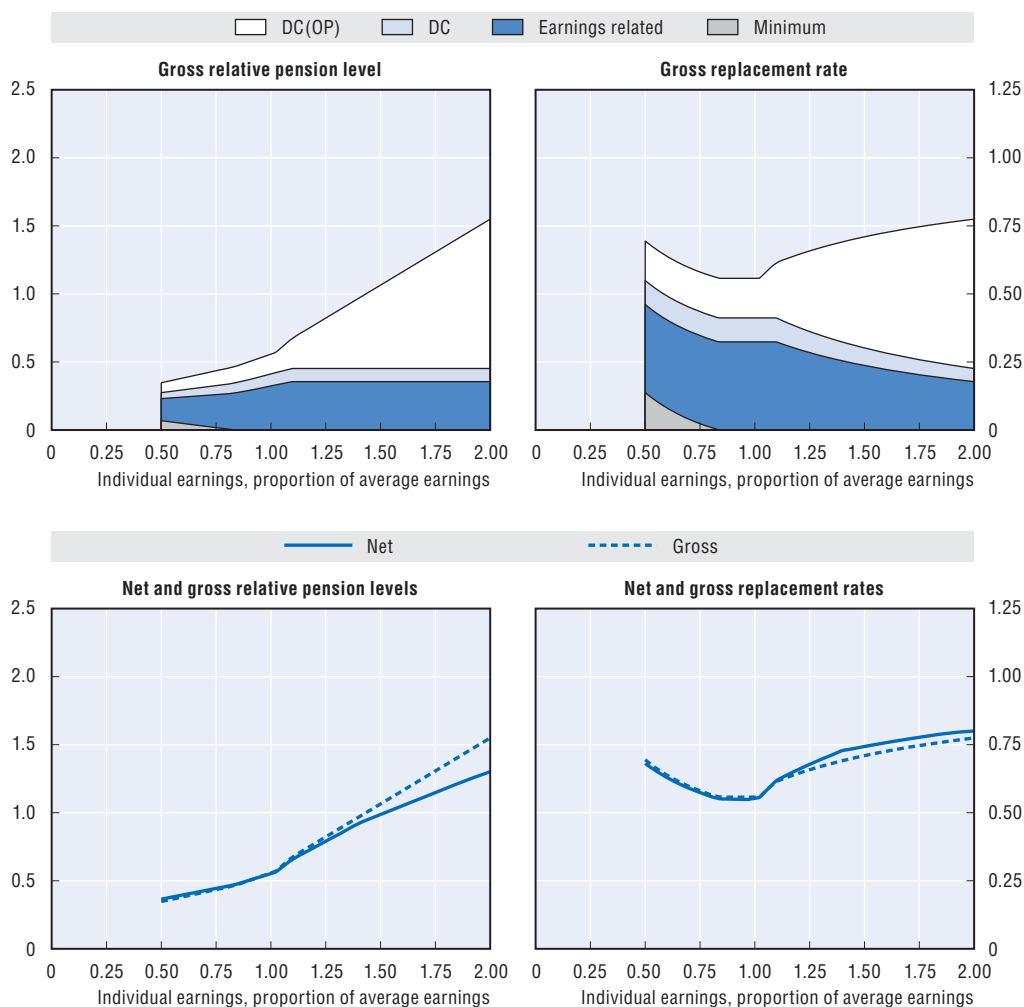 DC(OP) DC Earnings related Minimum
Gross relative pension level Gross replacement rate
2.5 1.25
2.0 1.00
1.5 0.75
1.0 0.50
0.5 0.25
0 0
0 0.25 0.50 0.75 1.00 1.25 1.50 1.75 2.00 0 0.25 0.50 0.75 1.00 1.25 1.50 1.75 2.00
Individual earnings, proportion of average earnings Individual earnings, proportion of average earnings
Net Gross
Net and gross relative pension levels Net and gross replacement rates
2.5 1.25
2.0 1.00
1.5 0.75
1.0 0.50
0.5 0.25
0 0
0 0.25 0.50 0.75 1.00 1.25 1.50 1.75 2.00 0 0.25 0.50 0.75 1.00 1.25 1.50 1.75 2.00
Individual earnings, proportion of average earnings Individual earnings, proportion of average earnings